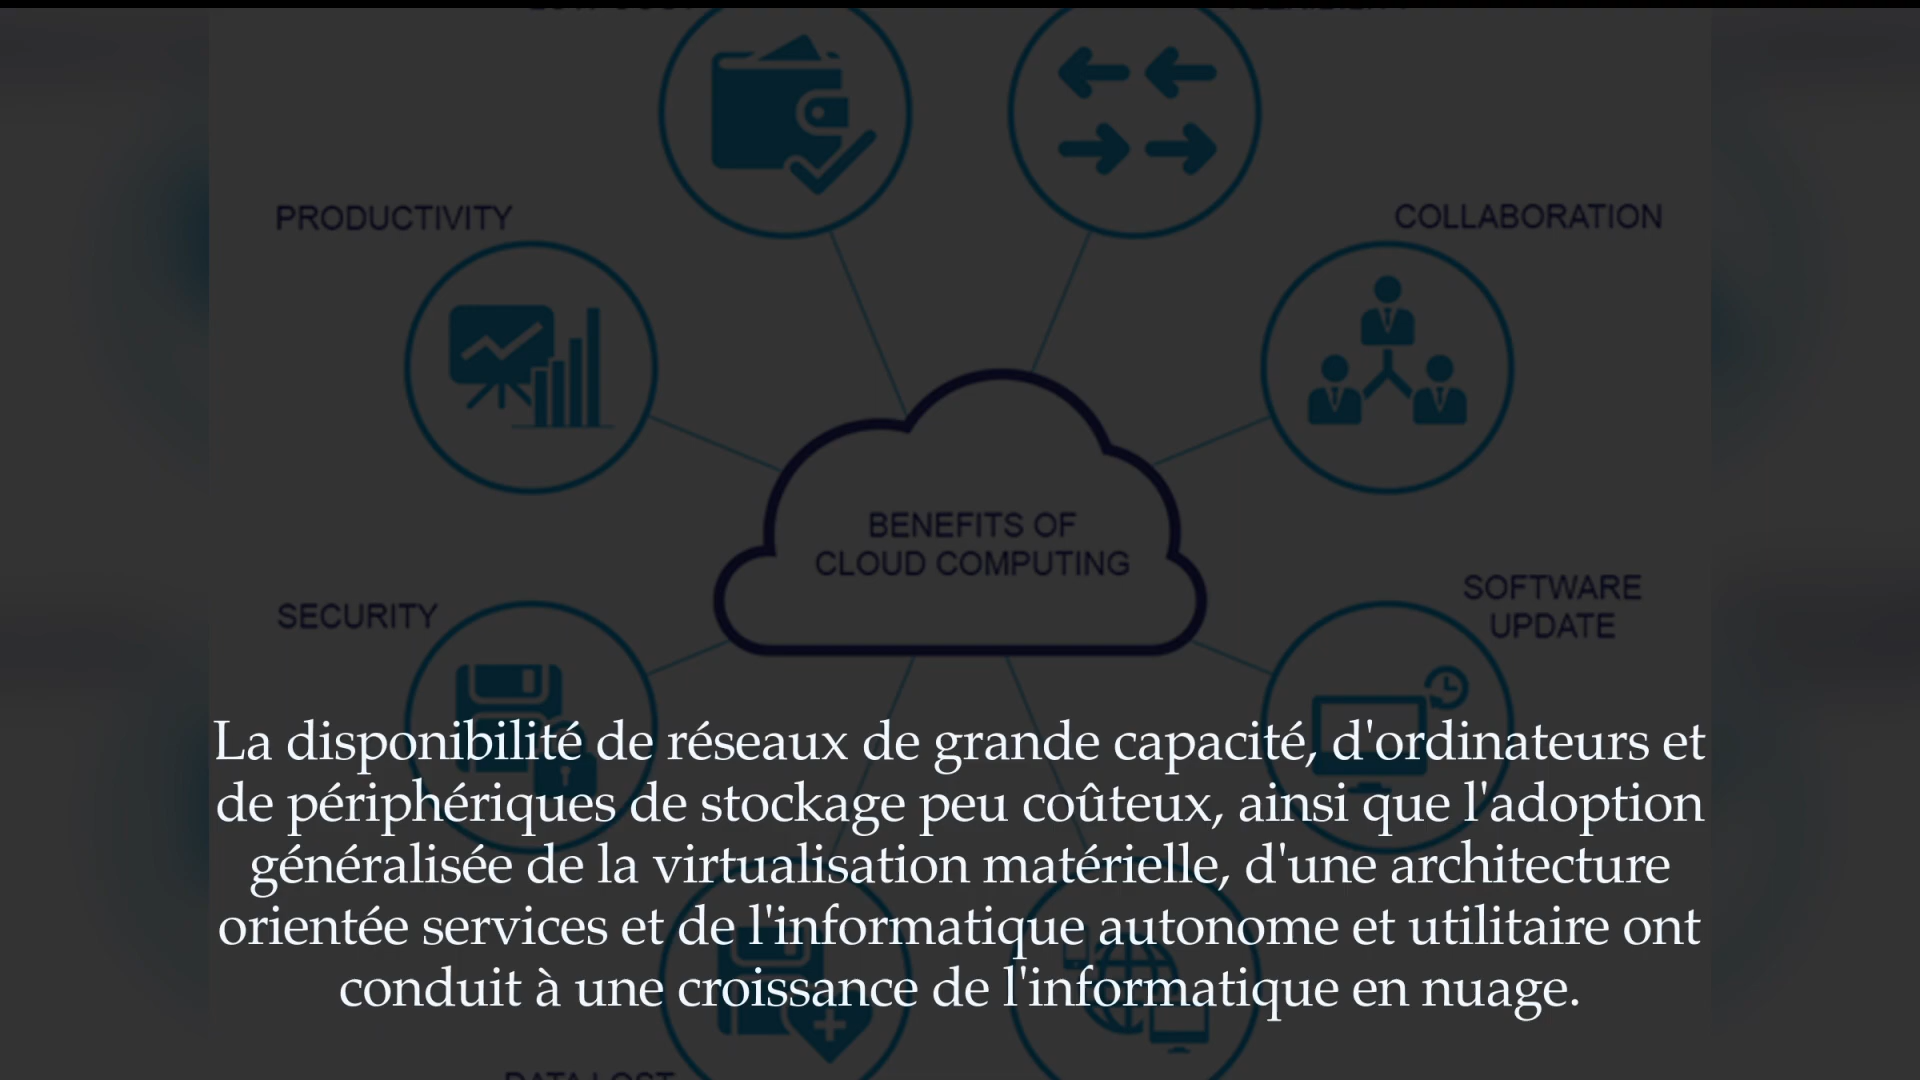 PRODUCTIVITY
COLLABORATION
BENEFITS OF
CLOUD COMPUTING
SECURITY
SOFTWARE
UPDATE
La disponibilité de réseaux de grande capacité, d'ordinateurs et
de périphériques de stockage peu coûteux, ainsi que l'adoption
généralisée de la virtualisation matérielle, d'une architecture
orientée services et de l'informatique autonome et utilitaire ont
conduit à une croissance de l'informatique en nuage.